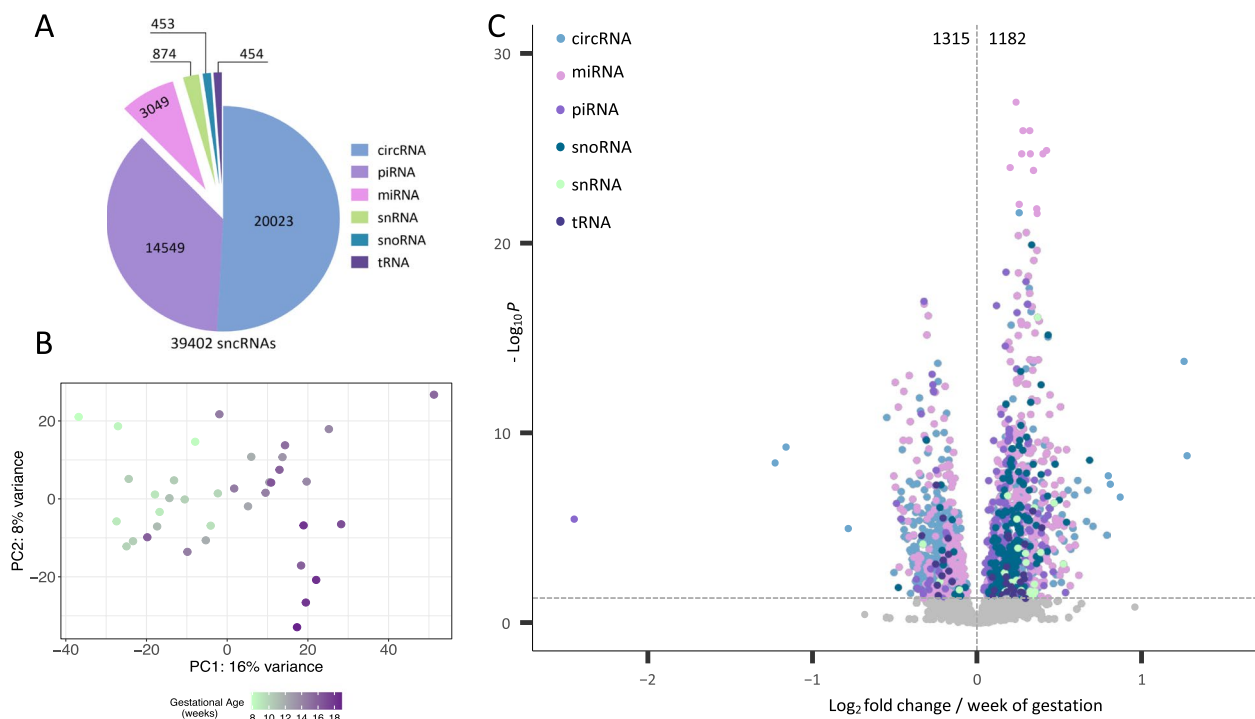 A
453
874
454
3049
20023
14549
39402 sncRNAs
circRNA
piRNA
miRNA
snRNA
snoRNA
tRNA
B
PC2: 8% variance
20
0
−20
−40
−20
0
20
40
PC1: 16% variance
Gestational Age
(weeks)
8 10 12 14 16 18
C
circRNA
miRNA
piRNA
snoRNA
snRNA
tRNA
1315
1182
- Log10 P
30
20
10
0
−2
−1
0
1
Log2 fold change / week of gestation